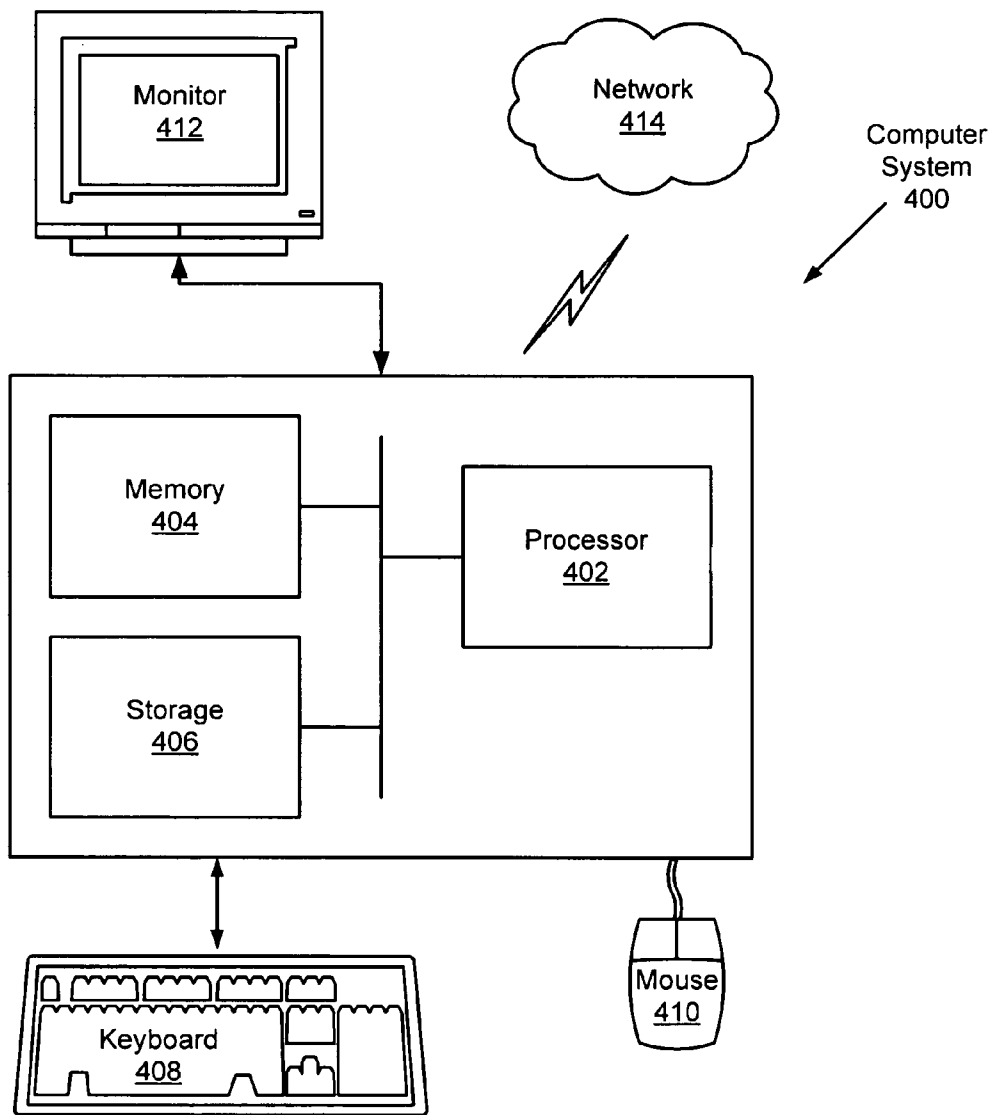 Monitor
412
Network
414
Computer
System
400
Memory
404
Processor
402
Storage
406
Keyboard
408
Mouse
410